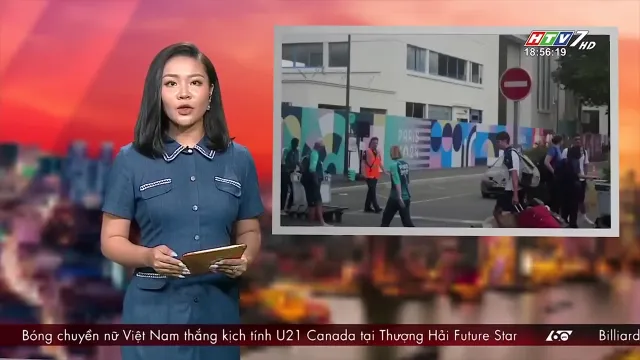 HTV7 HD
18:56:19
PARIS
2024
Bóng chuyền nữ Việt Nam thắng kịch tính U21 Canada tại Thượng Hải Future Star
Billiard